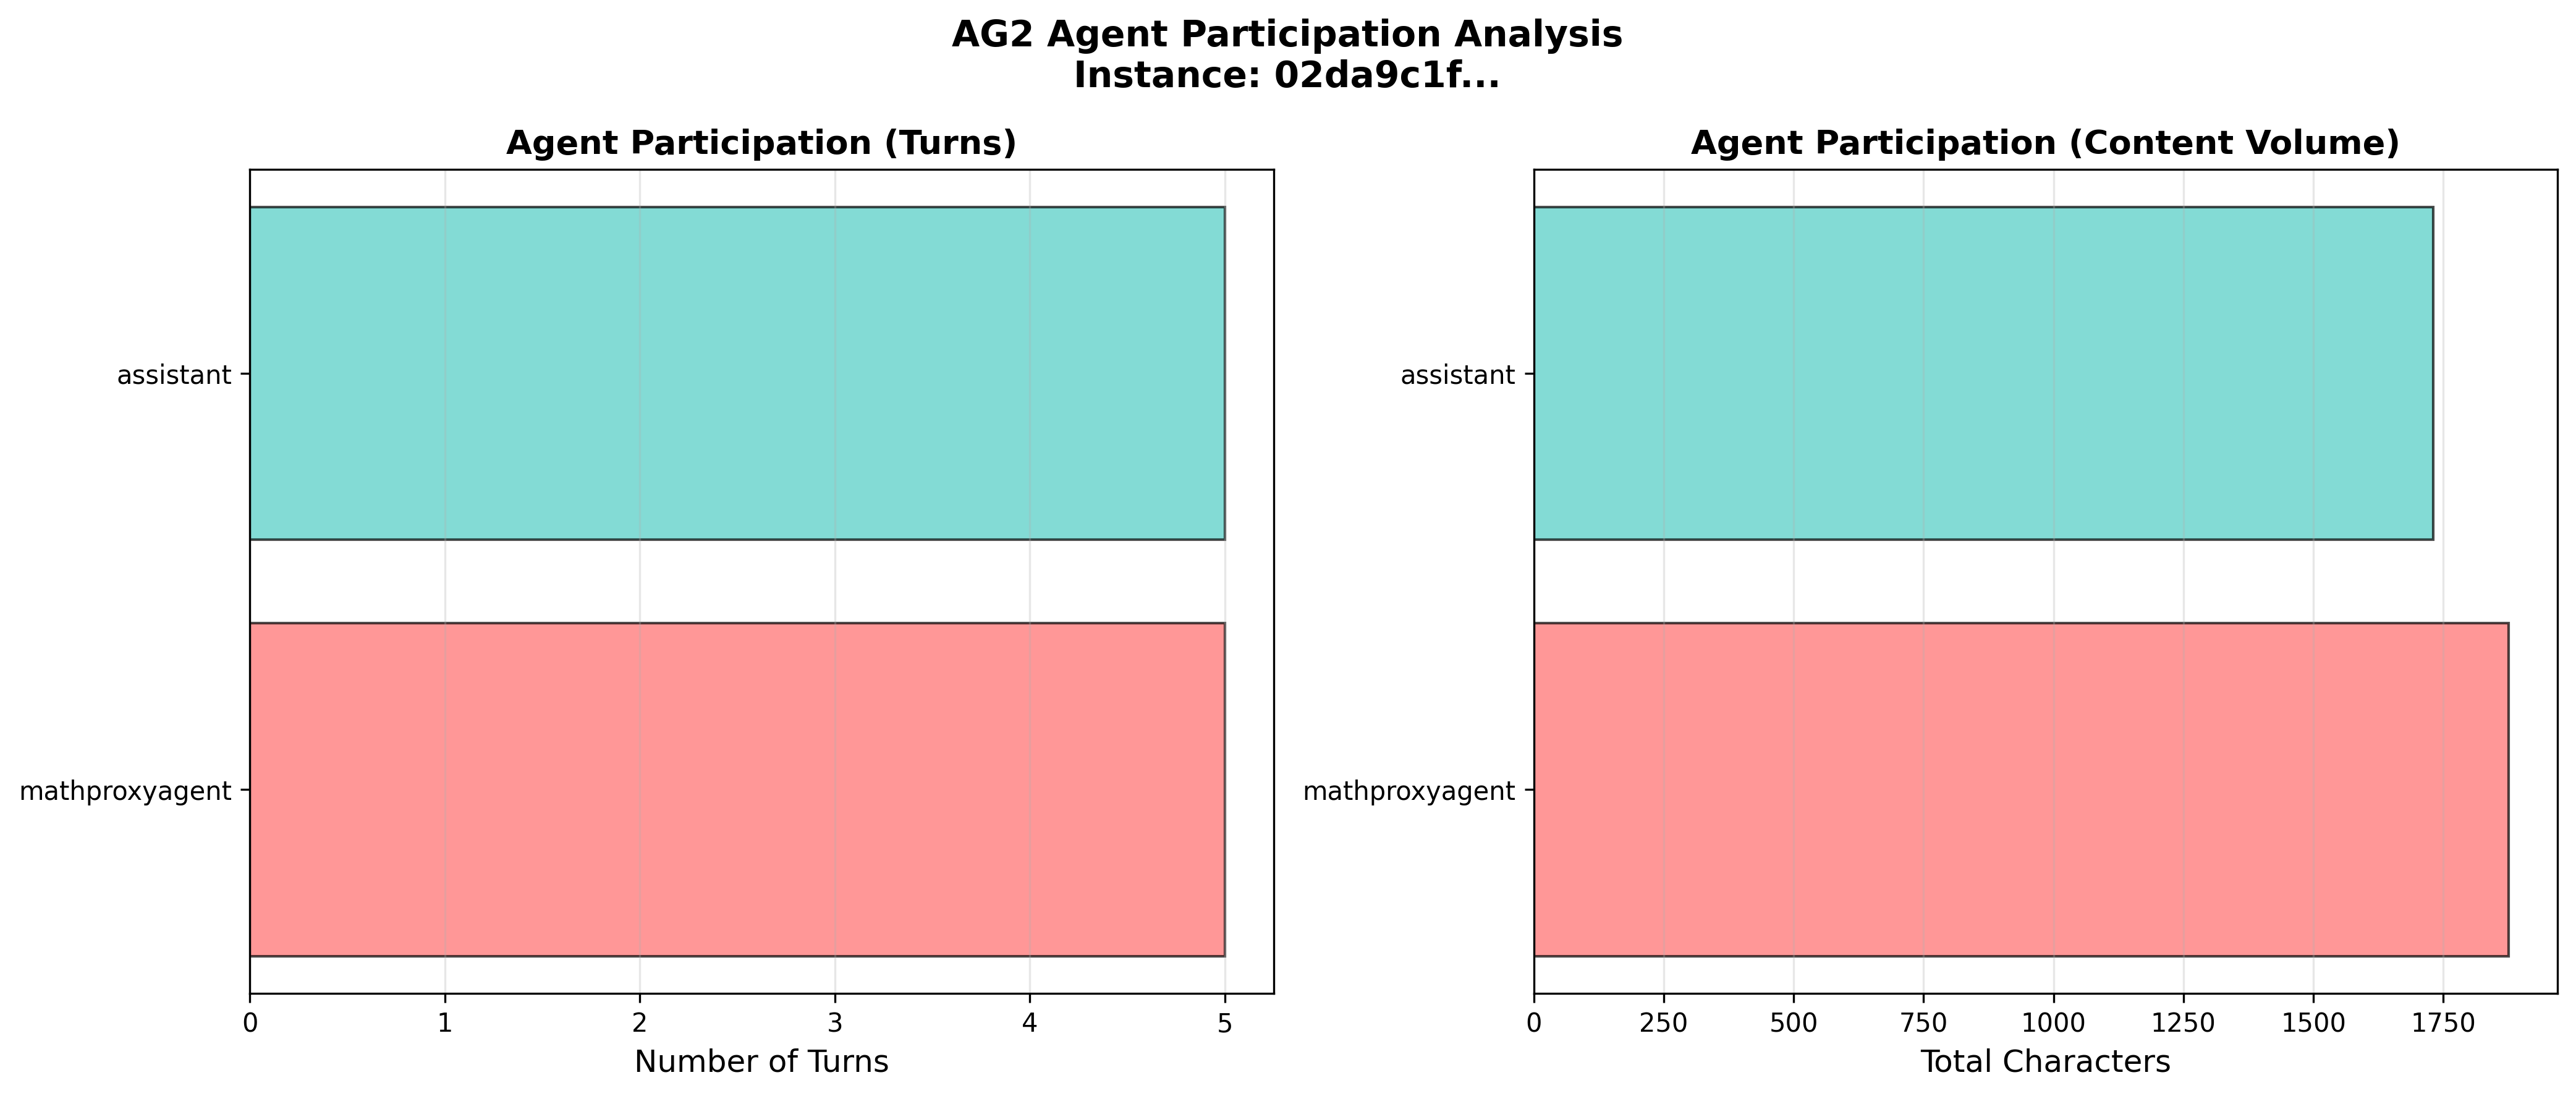 AG2 Agent Participation Analysis
Instance: 02da9c1f...
Agent Participation (Turns)
assistant
mathproxyagent
0 1 2 3 4 5
Number of Turns
Agent Participation (Content Volume)
assistant
mathproxyagent
0 250 500 750 1000 1250 1500 1750
Total Characters